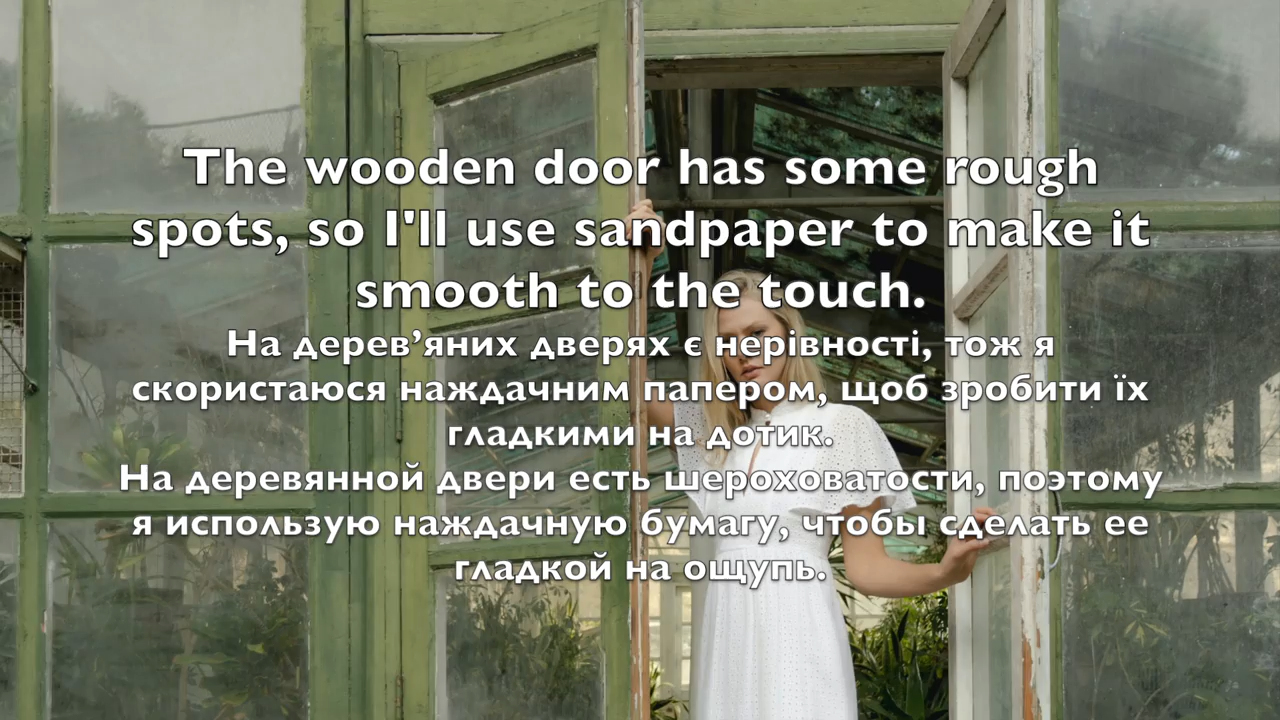 The wooden door has some rough
spots, so I'll use sandpaper to make it
smooth to the touch.
На дерев’яних дверях є нерівності, тож я
скористаюся наждачним папером, щоб зробити їх
гладкими на дотик.
На деревянной двери есть шероховатости, поэтому
я использую наждачную бумагу, чтобы сделать ее
гладкой на ощупь.